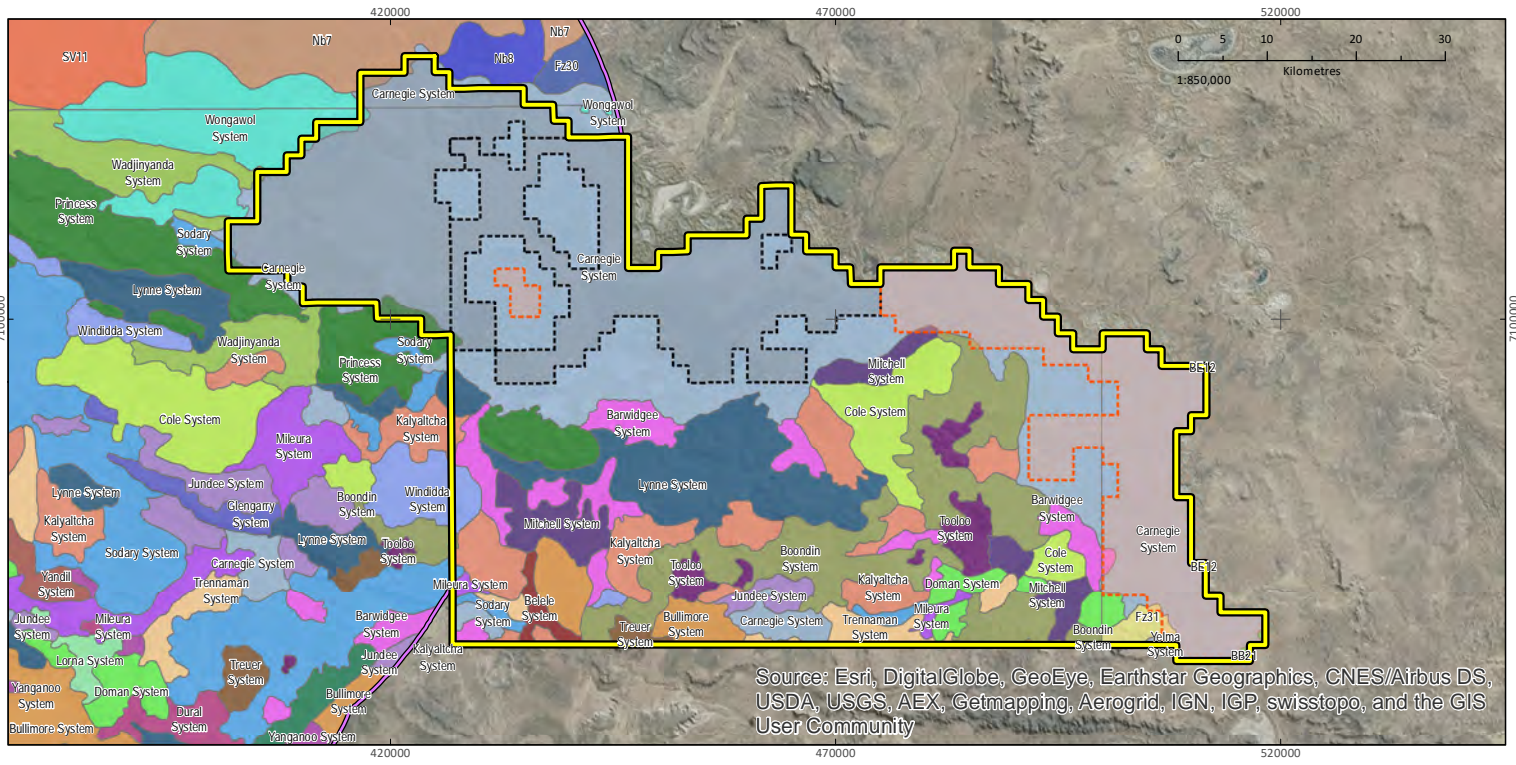 420000
470000
520000
SV11
Nb7
Nb7
Nb8
Fz30
0 5 10 20 30
Kilometres
1:850,000
Carnegie System
Wongawol
System
Wongawol
System
Wadjinyanda
System
Princess
System
Sodary
System
Carnegie
System
Carnegie
System
Lynne System
Windidda System
Wadjinyanda
System
Sodary
System
Princess
System
7100000
7100000
Mitchell
System
BE12
Cole System
Cole System
Barwidgee
System
Kalyaltcha
System
Mileura
System
Jundee System
Lynne System
Boondin
System
Windidda
System
Lynne System
Glengarry
System
Kalyaltcha
System
Barwidgee
System
Mitchell System
Tooloo
System
Carnegie
System
Lynne System
Tooloo
System
Sodary System
Kalyaltcha
System
Boondin
System
Cole
System
Carnegie System
Tooloo
System
BE12
Yandil
System
Trennaman
System
Mileura System
Kalyaltcha
System
Doman System
Mitchell
System
Jundee System
Belele
System
Sodary
System
Jundee
System
Mileura
System
Barwidgee
System
Bullimore
System
Carnegie System
Trennaman
System
Mileura
System
Fz31
Treuer
System
Boondin
System
Yelma
System
Kalyaltcha
System
BB21
Jundee
System
Lorna System
Treuer
System
Doman System
Yanganoo
System
Bullimore
System
Dural
System
Bullimore System
Yanganoo System
Source: Esri, DigitalGlobe, GeoEye, Earthstar Geographics, CNES/Airbus DS,
USDA, USGS, AEX, Getmapping, Aerogrid, IGN, IGP, swisstopo, and the GIS
User Community
420000
470000
520000